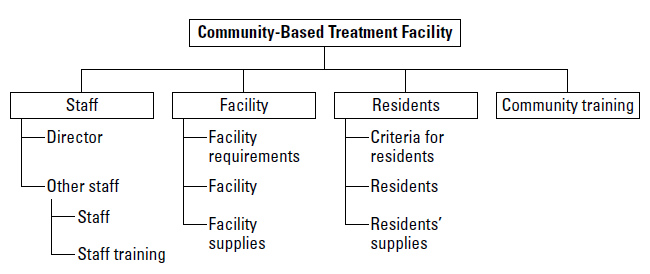 Community-Based Treatment Facility
Staff
Facility
Residents
Community training
Director
Other staff
Staff
Staff training
Facility
requirements
Facility
Facility
supplies
Criteria for
residents
Residents
Residents’
supplies